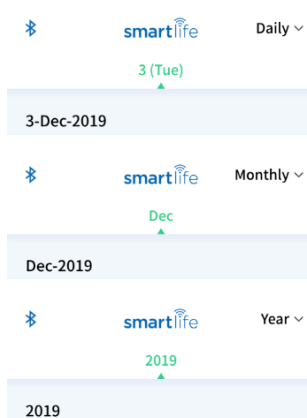 smartlife Daily
3 (Tue)
3-Dec-2019
smartlife Monthly
Dec
Dec-2019
smartlife Year
2019
2019